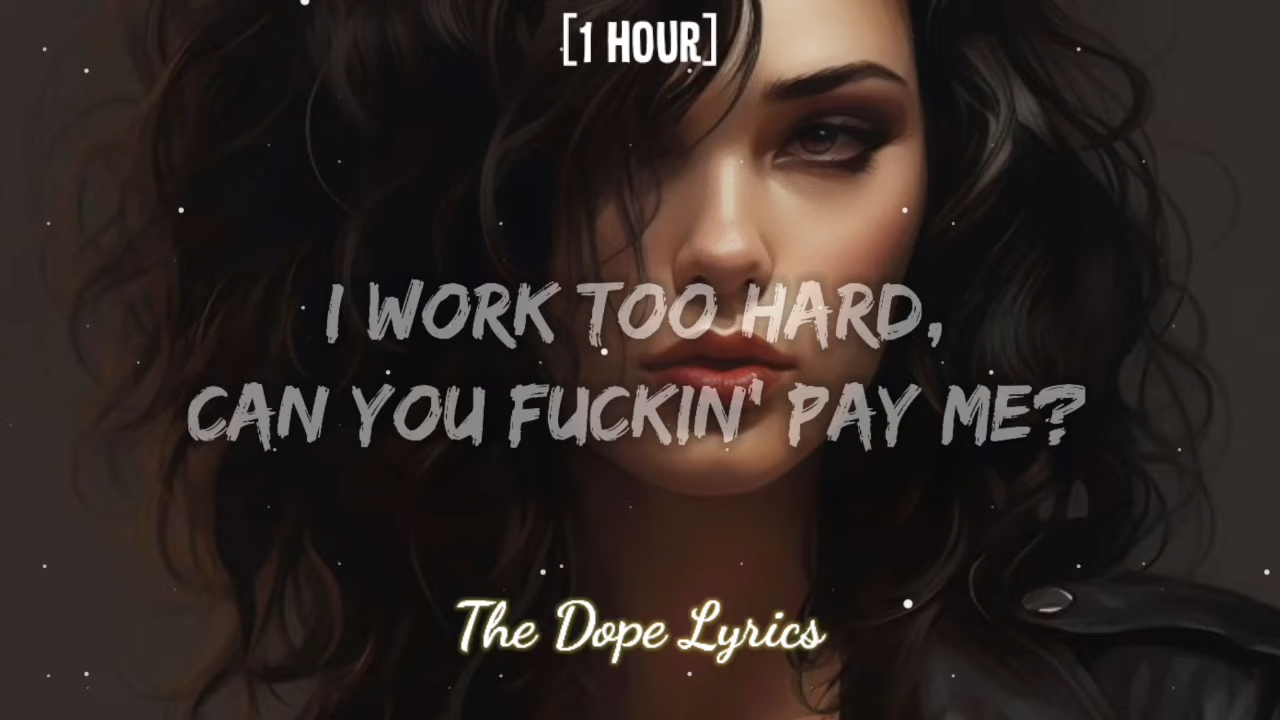 [1 HOUR]
I WORK TOO HARD,
CAN YOU FUCKIN' PAY ME?
The Dope Lyrics